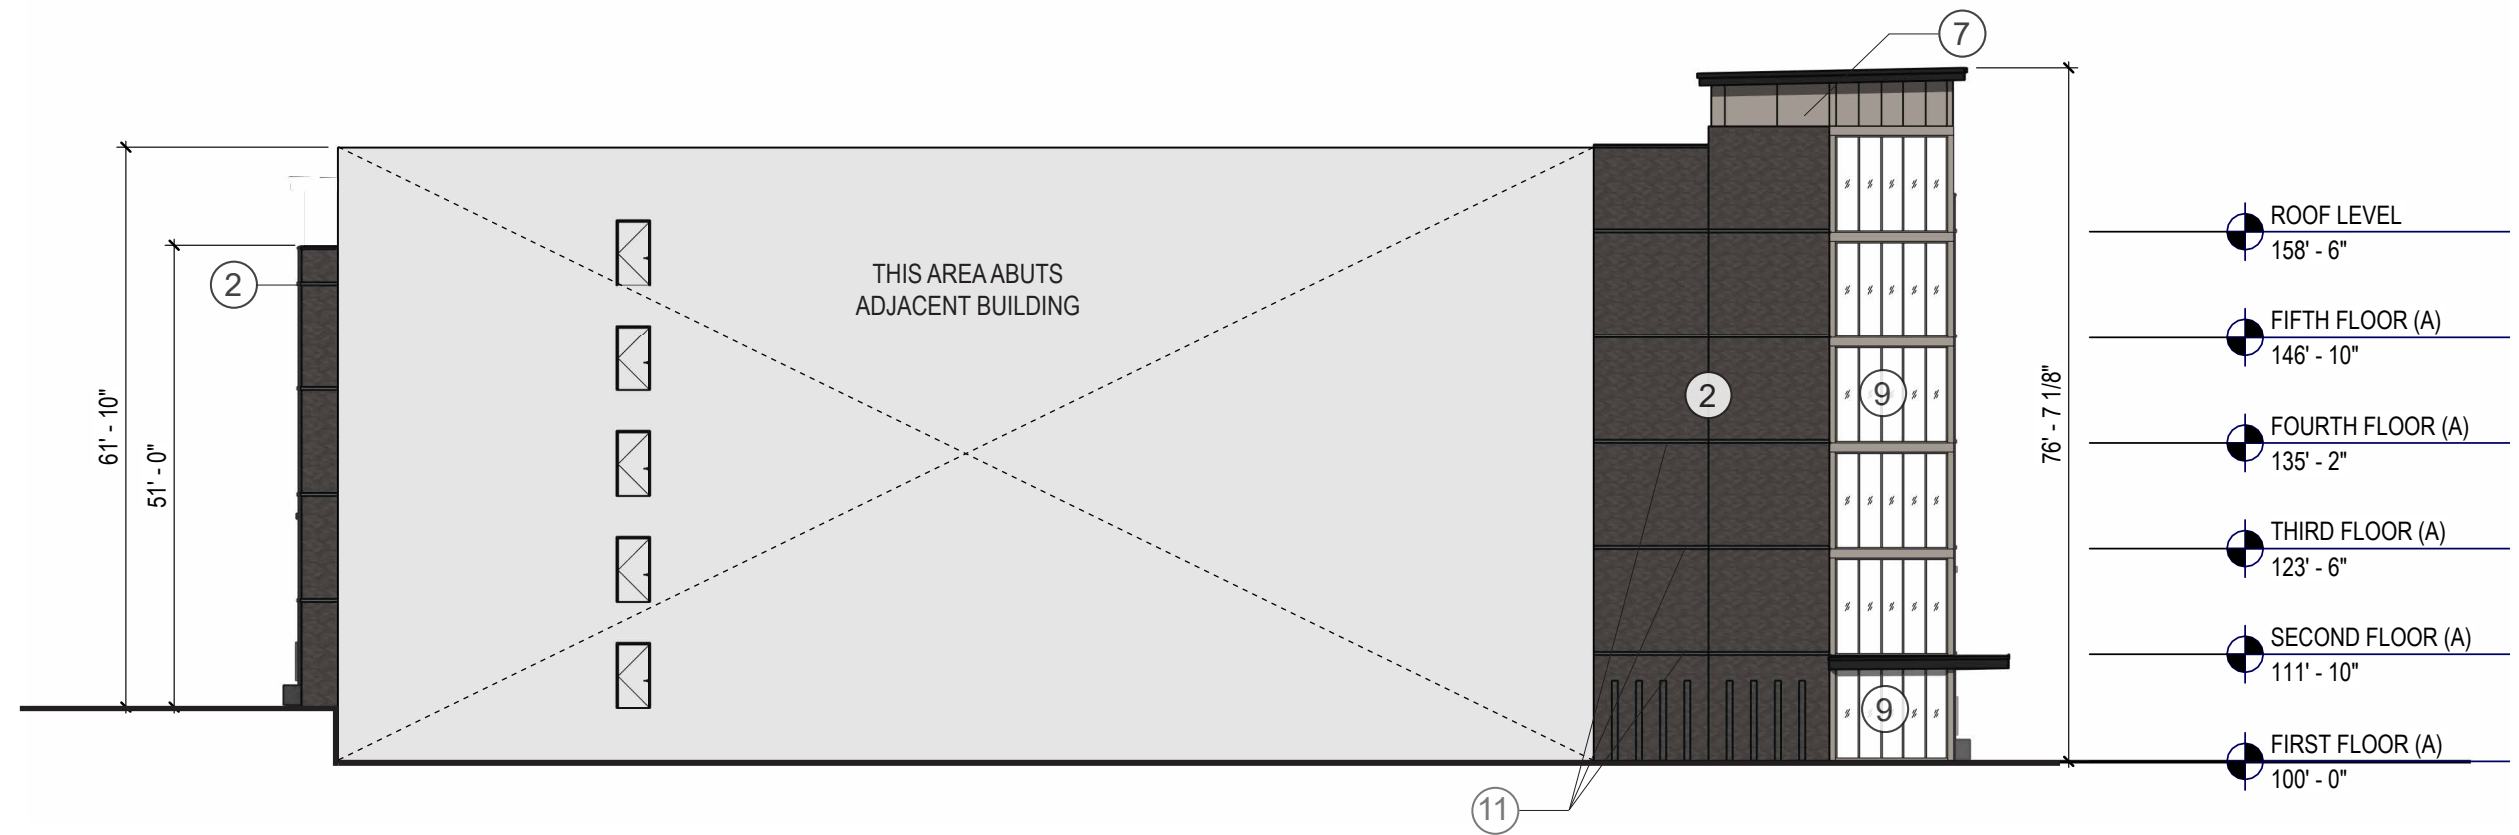 7
ROOF LEVEL
158' - 6"
2
THIS AREA ABUTS
ADJACENT BUILDING
FIFTH FLOOR (A)
146' - 10"
61' - 10"
51' - 0"
2
9
76' - 7 1/8"
FOURTH FLOOR (A)
135' - 2"
THIRD FLOOR (A)
123' - 6"
SECOND FLOOR (A)
111' - 10"
9
FIRST FLOOR (A)
100' - 0"
11